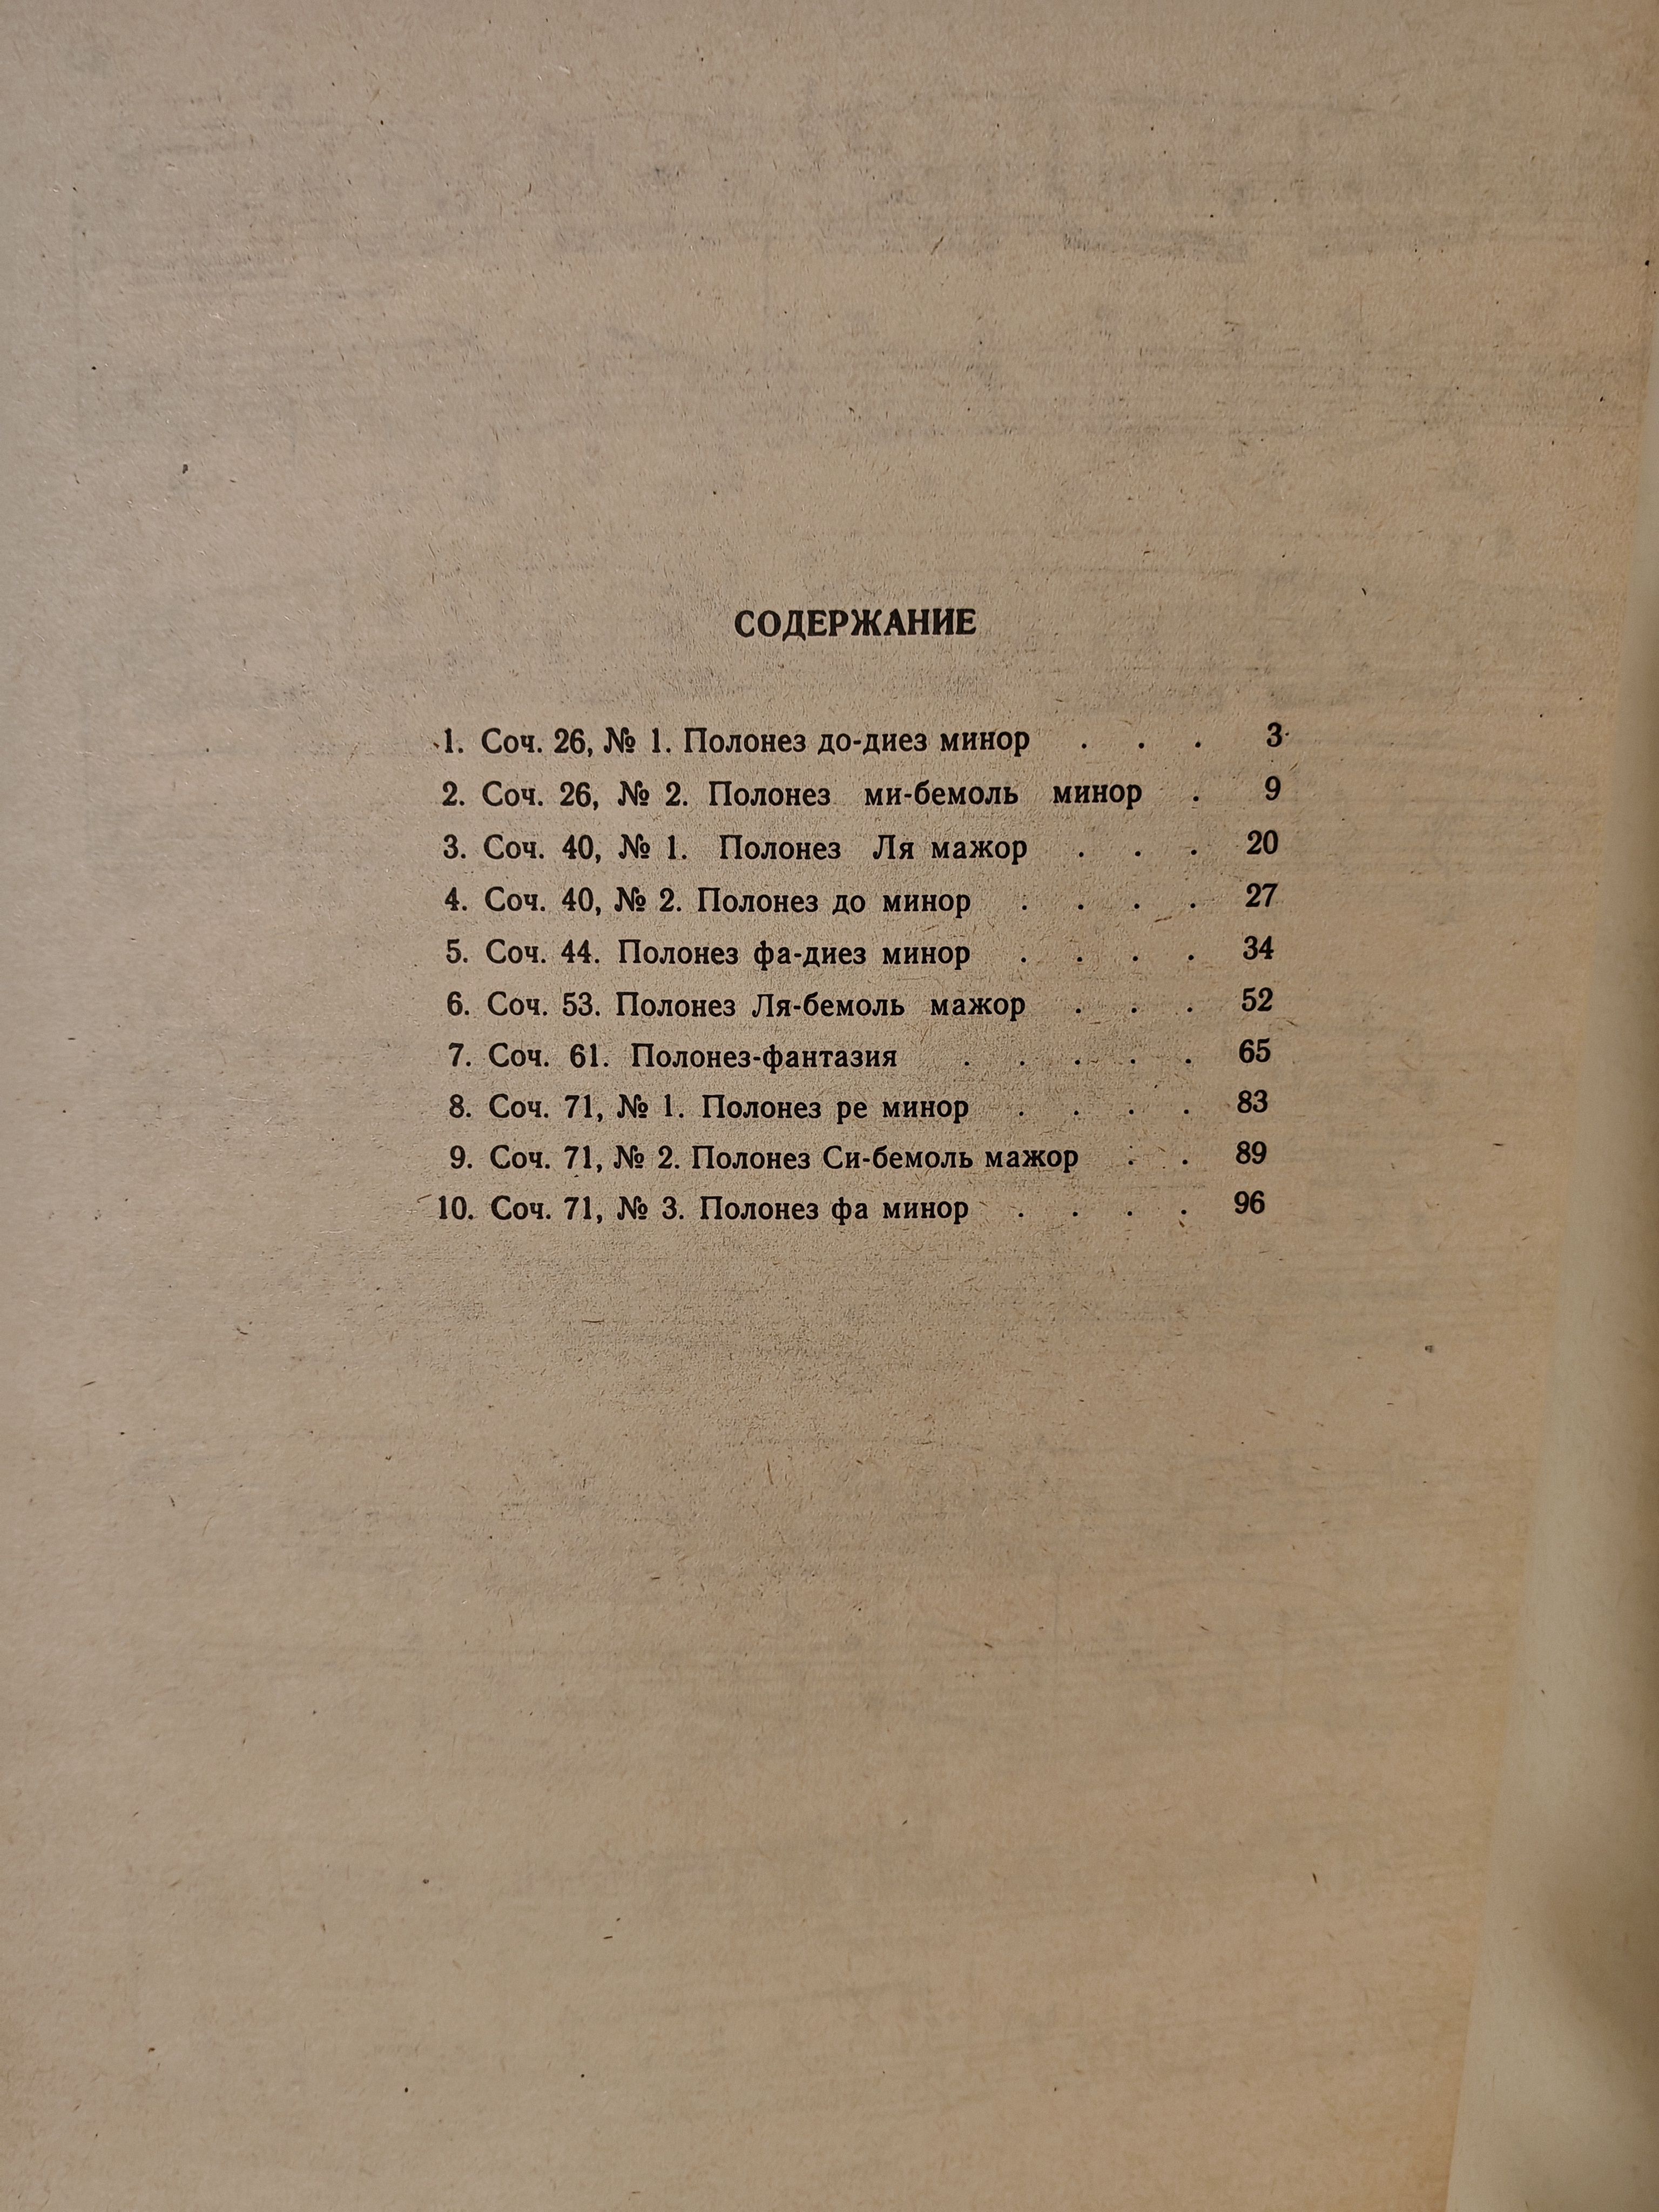 СОДЕРЖАНИЕ
1. Соч. 26, № 1. Полонез до-диез минор . . . 3
2. Соч. 26, № 2. Полонез ми-бемоль минор . 9
3. Соч. 40, № 1. Полонез Ля мажор . . . 20
4. Соч. 40, № 2. Полонез до минор . . . . 27
5. Соч. 44. Полонез фа-диез минор . . . . 34
6. Соч. 53. Полонез Ля-бемоль мажор . . . 52
7. Соч. 61. Полонез-фантазия . . . . . 65
8. Соч. 71, № 1. Полонез ре минор . . . . 83
9. Соч. 71, № 2. Полонез Си-бемоль мажор . . 89
10. Соч. 71, № 3. Полонез фа минор . . . . 96